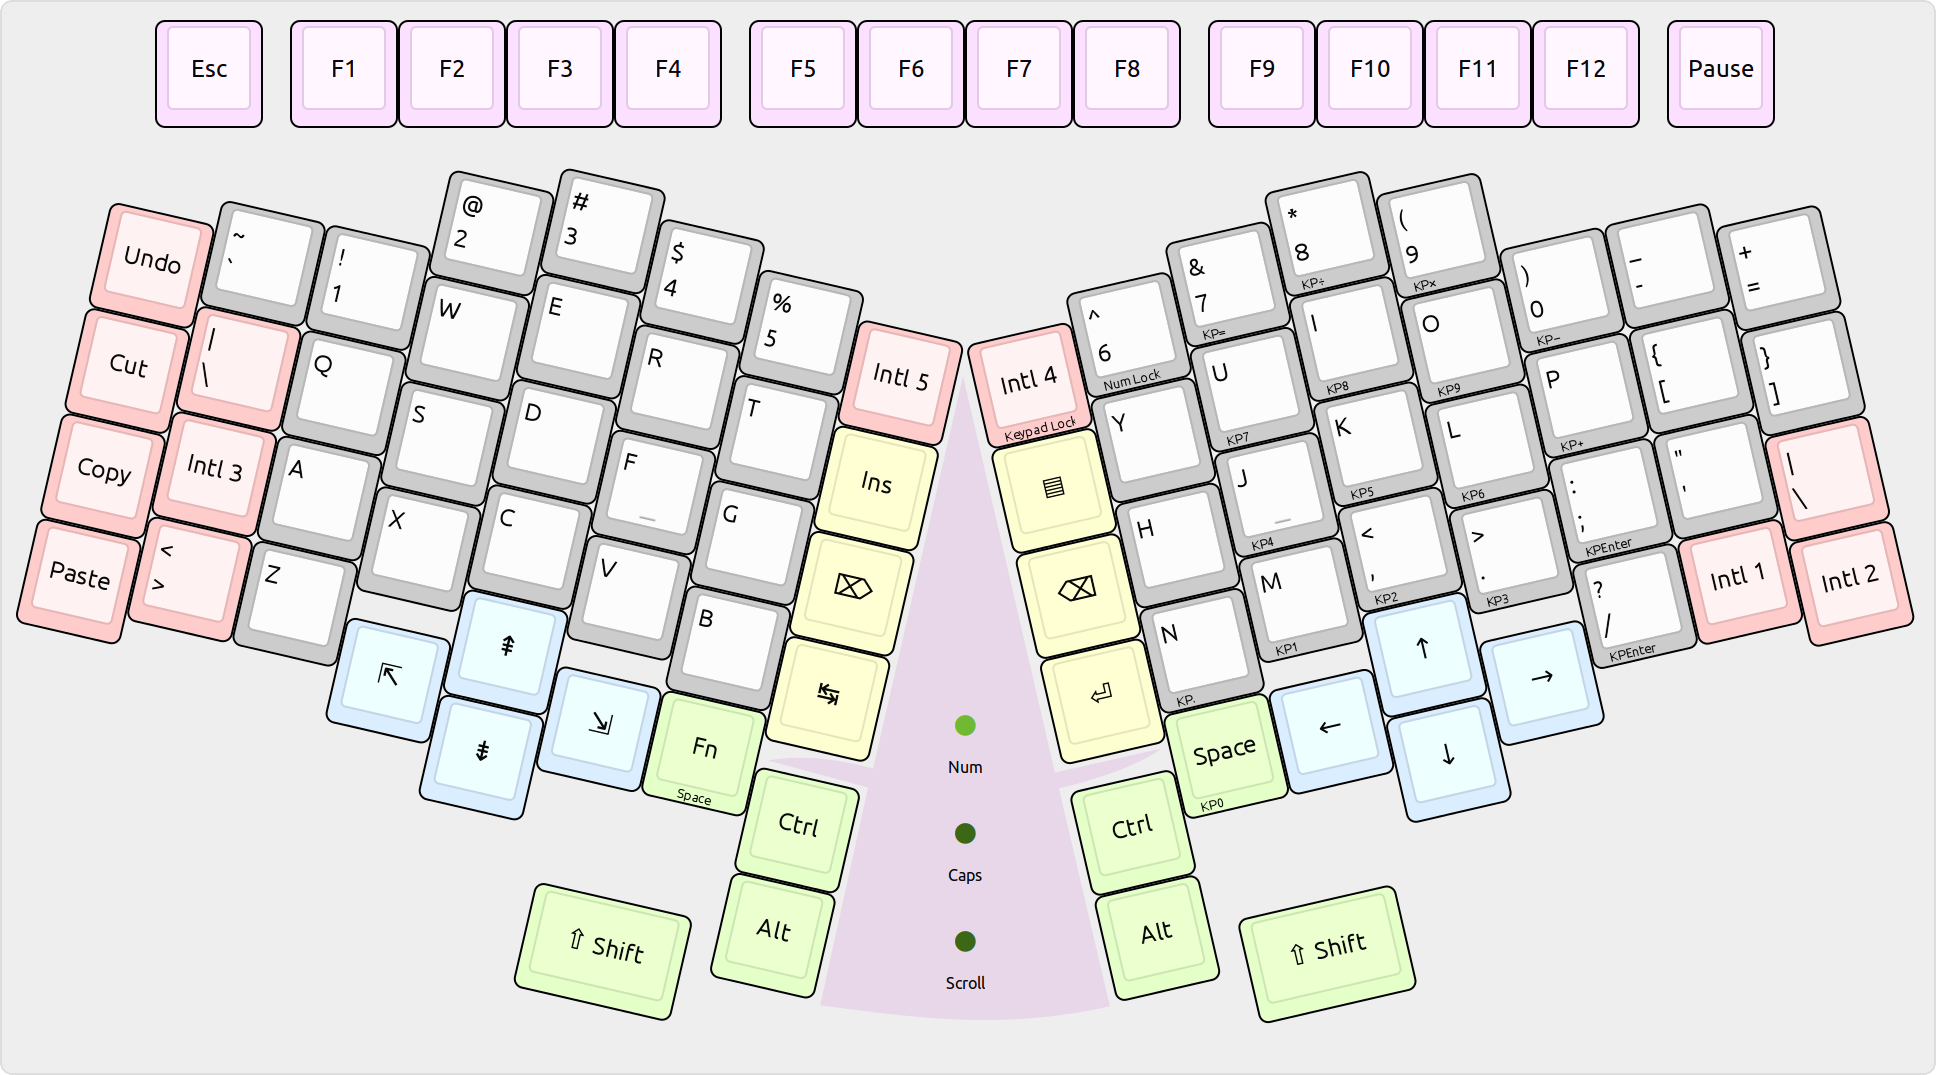 Esc F1 F2 F3 F4 F5 F6 F7 F8 F9 F10 F11 F12 Pause
Undo
~
`
!
1
@
2
#
3
$
4
%
5
Intl 5
Cut
|
\
Q
W
E
R
T
Ins
Copy
Intl 3
A
S
D
F
_
G
⌦
Paste
<
>
Z
X
C
V
B
↹
⇱
⇞
⇟
⇲
Fn
Space
Ctrl
Alt
⇧ Shift
Num
Caps
Scroll
Intl 4
Keypad Lock
^
6
Num Lock
&
7
KP=
*
8
KP÷
(
9
KP×
)
0
KP−
_
-
+
=
▤
Y
U
KP7
I
KP8
O
KP9
P
KP+
{
[
}
]
⌫
H
J
_
KP4
K
KP5
L
KP6
:
;
KPEnter
"
'
|
\
⏎
N
KP.
M
KP1
<
,
KP2
>
.
KP3
?
/
KPEnter
Intl 1
Intl 2
Space
KP0
←
↑
↓
→
Ctrl
Alt
⇧ Shift